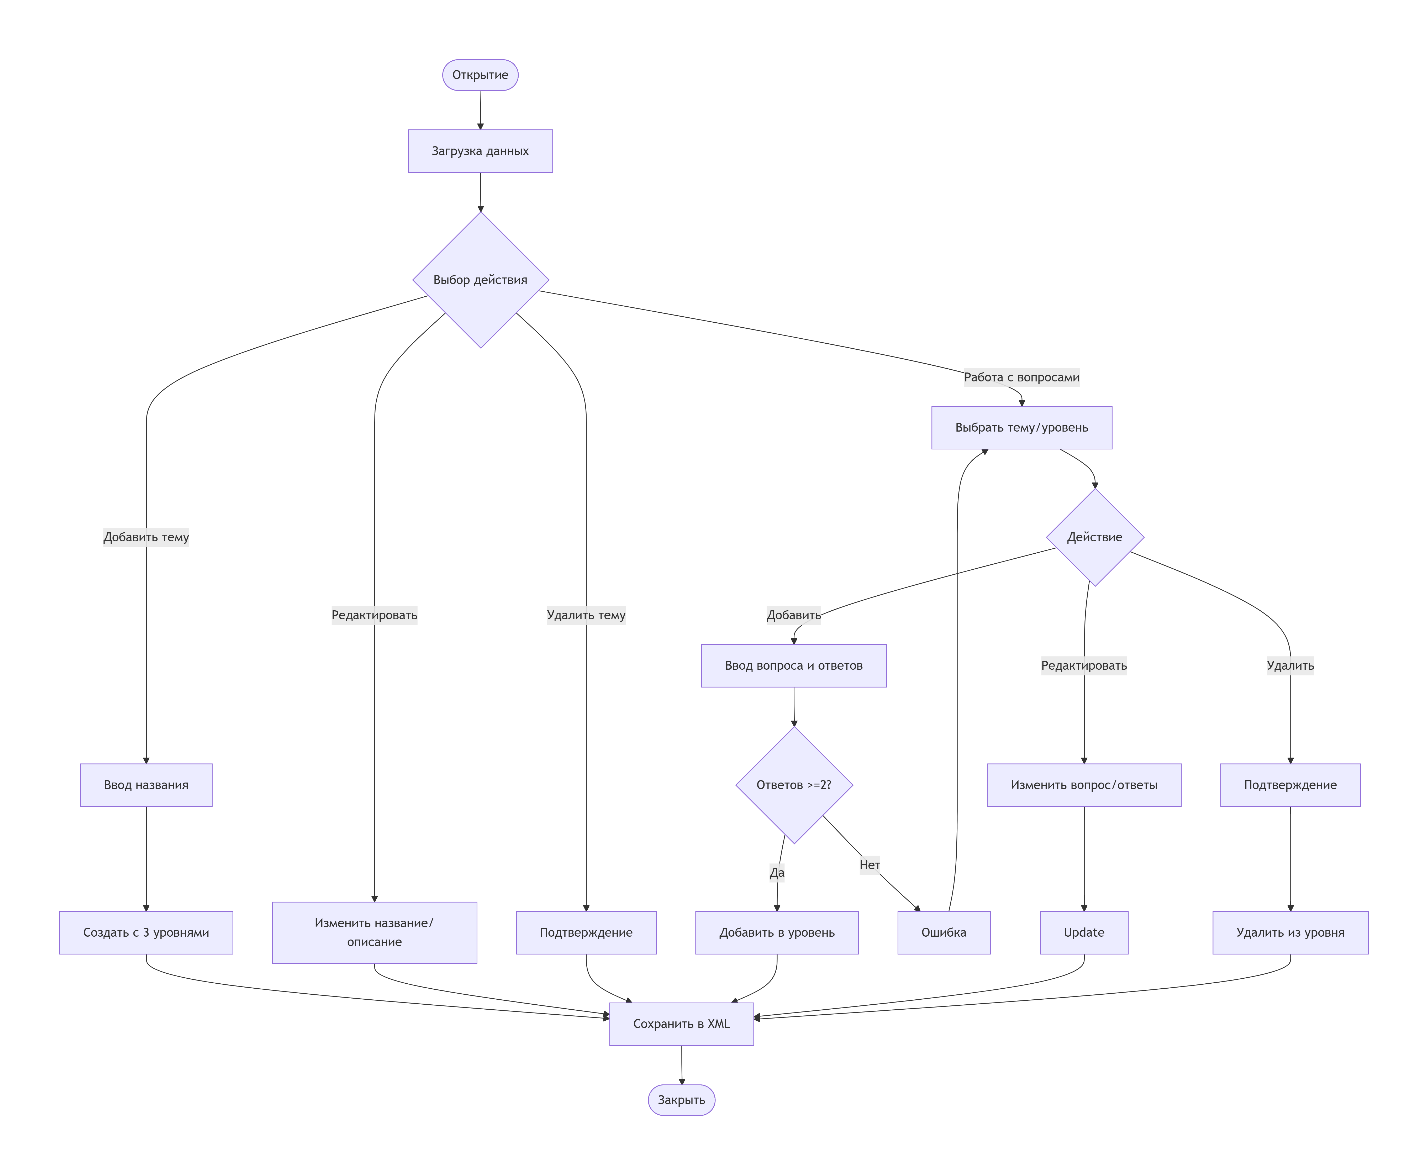 Открытие
Загрузка данных
Выбор действия
Работа с вопросами
Выбрать тему/уровень
Добавить тему
Действие
Редактировать
Удалить тему
Добавить
Ввод вопроса и ответов
Редактировать
Удалить
Ввод названия
Ответов >=2?
Изменить вопрос/ответы
Подтверждение
Да
Нет
Создать с 3 уровнями
Изменить название/
описание
Подтверждение
Добавить в уровень
Ошибка
Update
Удалить из уровня
Сохранить в XML
Закрыть